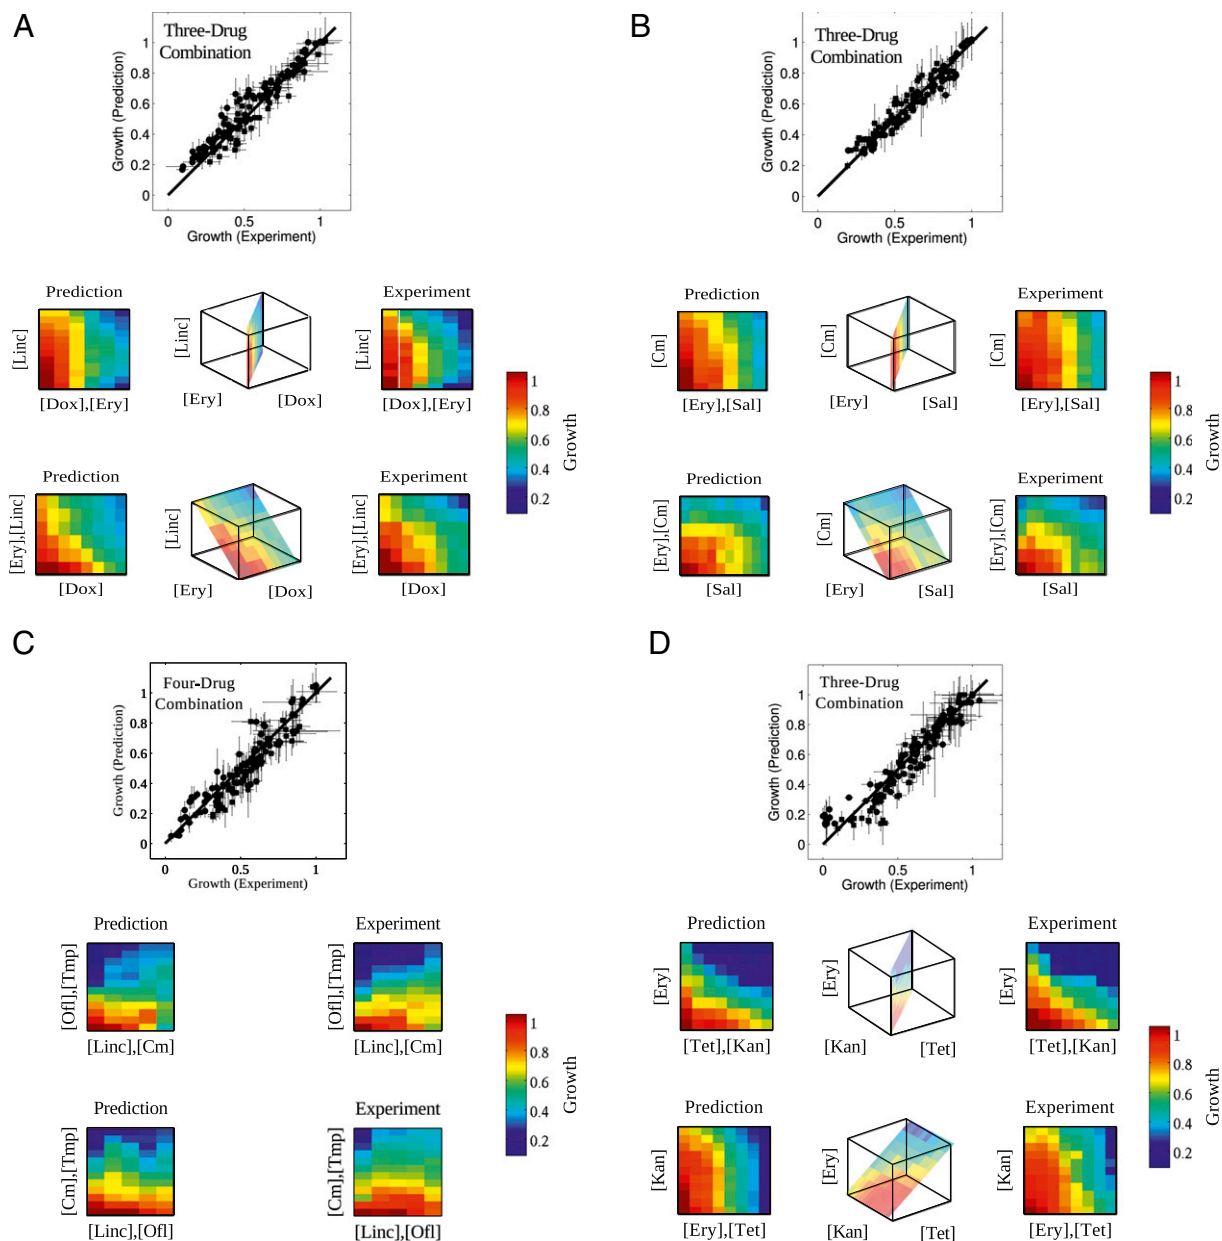 A
Three-Drug
Combination
1
0.8
0.6
0.4
0.2
0
Growth (Prediction)
0
0.5
1
Growth (Experiment)
Prediction
[Linc]
[Dox],[Ery]
[Linc]
[Ery]
[Dox]
Experiment
[Linc]
[Dox],[Ery]
Prediction
[Ery],[Linc]
[Dox]
[Linc]
[Ery]
[Dox]
Experiment
[Ery],[Linc]
[Dox]
1
0.8
0.6
0.4
0.2
Growth
B
Three-Drug
Combination
1
0.8
0.6
0.4
0.2
0
Growth (Prediction)
0
0.5
1
Growth (Experiment)
Prediction
[Cm]
[Ery],[Sal]
[Cm]
[Ery]
[Sal]
Experiment
[Cm]
[Ery],[Sal]
Prediction
[Ery],[Cm]
[Sal]
[Cm]
[Ery]
[Sal]
Experiment
[Ery],[Cm]
[Sal]
1
0.8
0.6
0.4
0.2
Growth
C
Four-Drug
Combination
1
0.8
0.6
0.4
0.2
0
Growth (Prediction)
0
0.5
1
Growth (Experiment)
Prediction
[Ofl],[Tmp]
[Linc],[Cm]
Experiment
[Ofl],[Tmp]
[Linc],[Cm]
Prediction
[Cm],[Tmp]
[Linc],[Ofl]
Experiment
[Cm],[Tmp]
[Linc],[Ofl]
1
0.8
0.6
0.4
0.2
Growth
D
Three-Drug
Combination
1
0.8
0.6
0.4
0.2
0
Growth (Prediction)
0
0.5
1
Growth (Experiment)
Prediction
[Ery]
[Tet],[Kan]
[Ery]
[Kan]
[Tet]
Experiment
[Ery]
[Tet],[Kan]
Prediction
[Kan]
[Ery],[Tet]
[Ery]
[Kan]
[Tet]
Experiment
[Kan]
[Ery],[Tet]
1
0.8
0.6
0.4
0.2
Growth